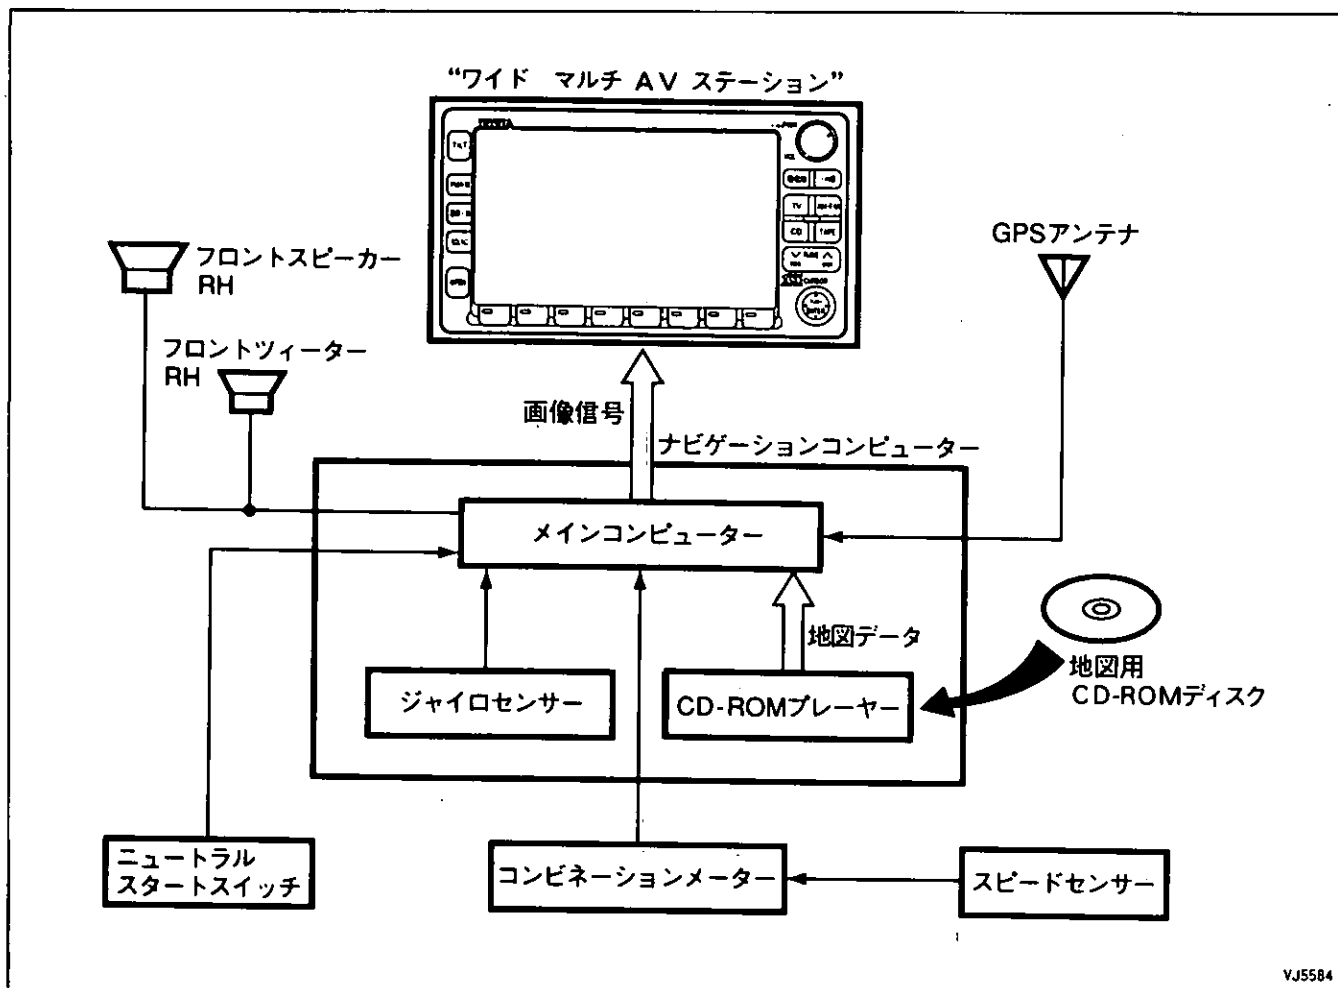 “ワイド マルチ AV ステーション”
TOYOTA
TILT
VOL
TV
CD
TAPE
OPEN
GPSアンテナ
フロントスピーカー
RH
フロントツィーター
RH
画像信号
ナビゲーションコンピューター
メインコンピューター
地図データ
ジャイロセンサー
CD-ROMプレーヤー
地図用
CD-ROMディスク
ニュートラル
スタートスイッチ
コンビネーションメーター
スピードセンサー
VJ5584